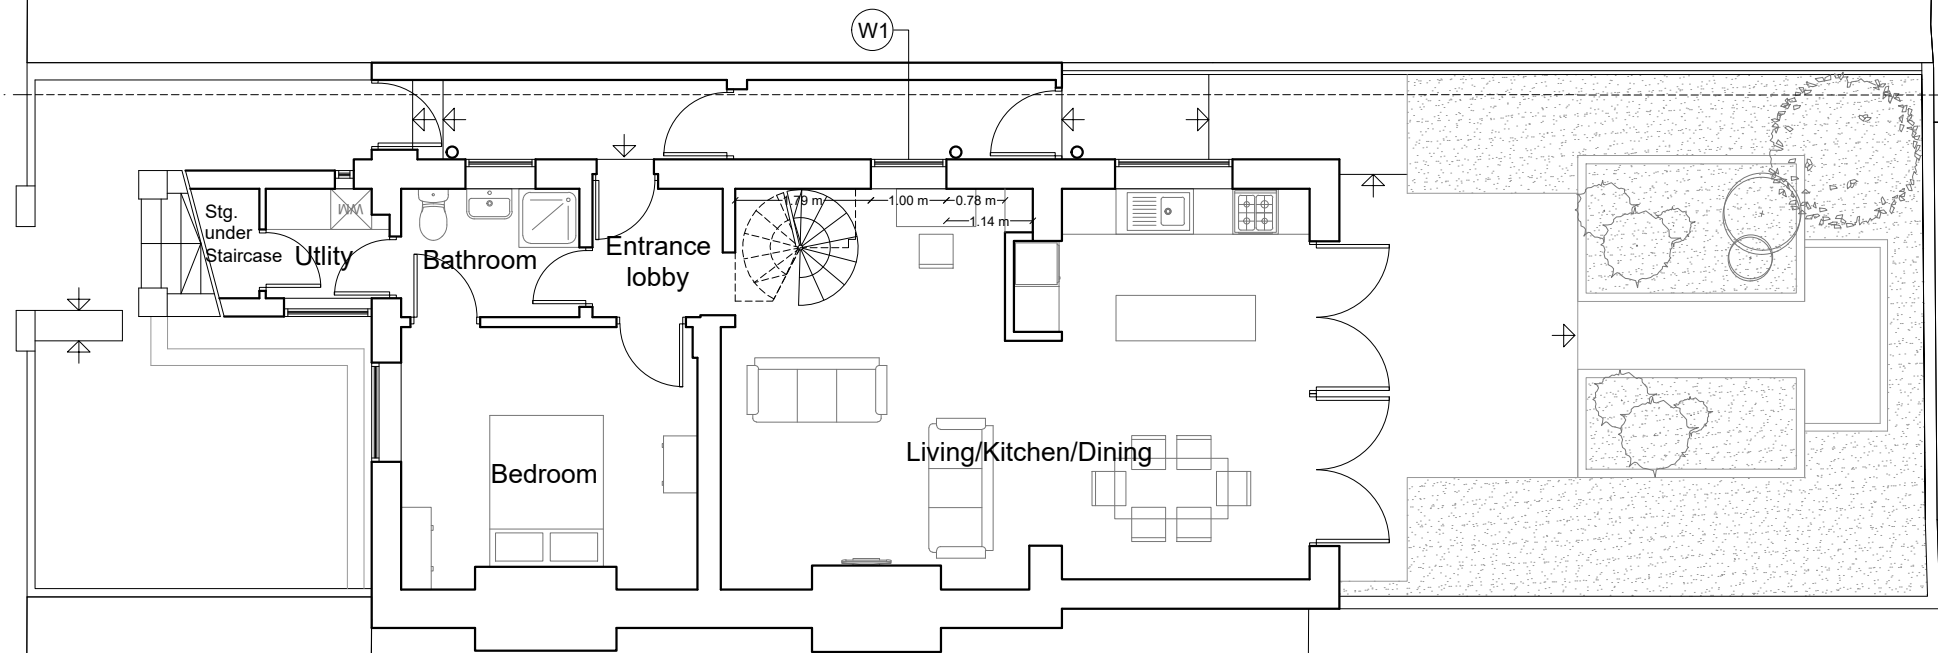 W1
WM
Stg.
under
Staircase
Utlity
Bathroom
Entrance
lobby
1.79 m
1.00 m
0.78 m
1.14 m
Bedroom
Living/Kitchen/Dining